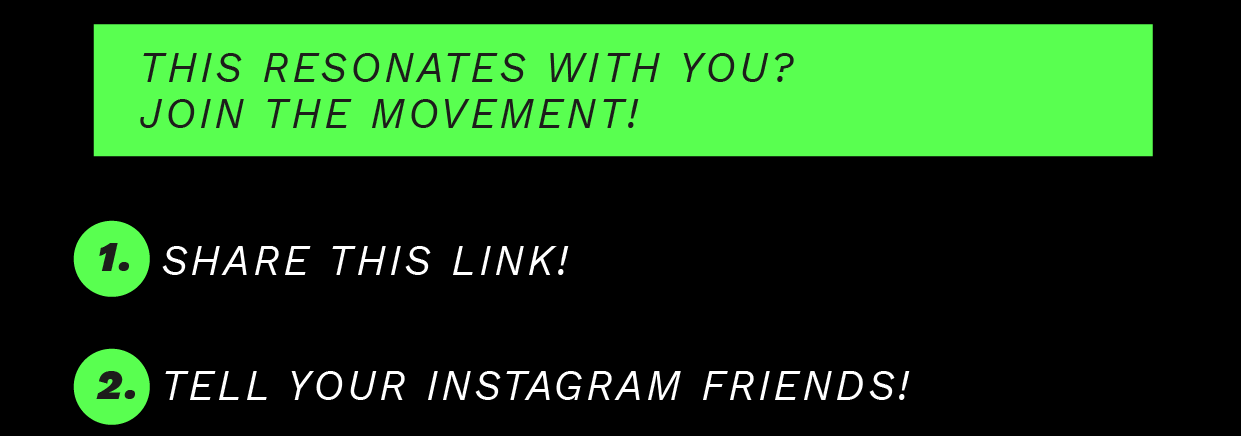 THIS RESONATES WITH YOU?
JOIN THE MOVEMENT!
1. SHARE THIS LINK!
2. TELL YOUR INSTAGRAM FRIENDS!